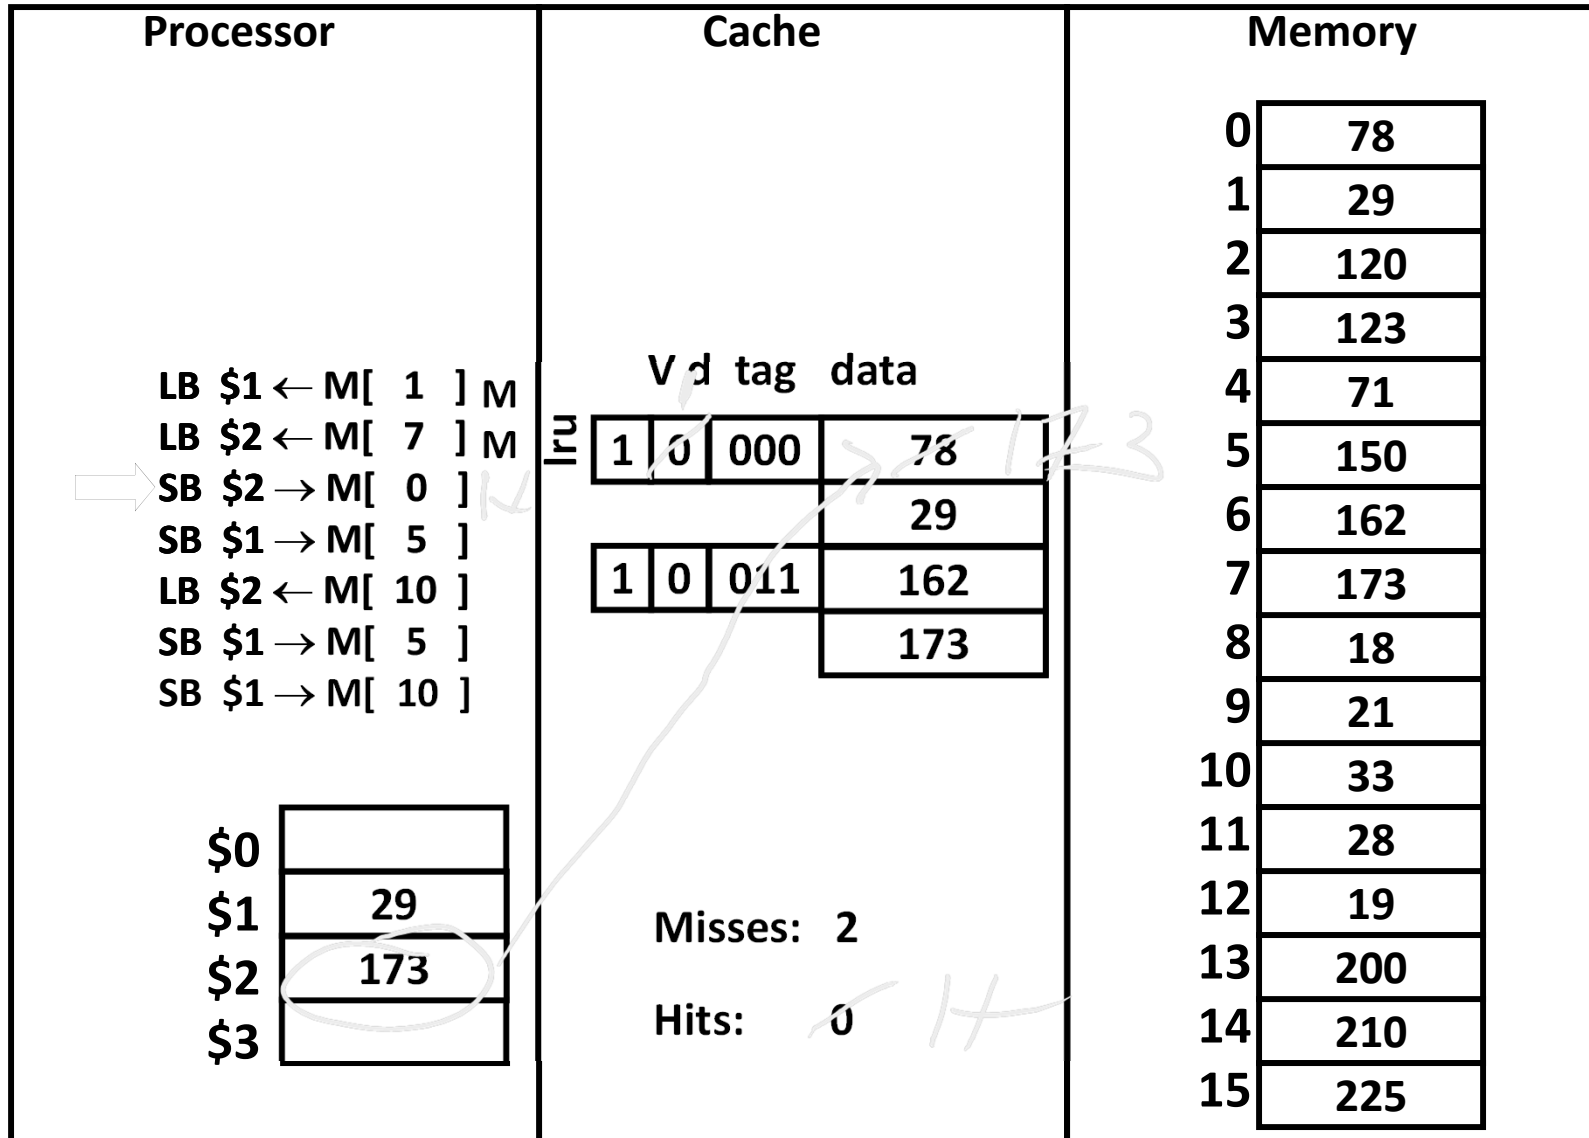 Processor
LB $1 ← M[ 1 ] M
LB $2 ← M[ 7 ] M
SB $2 → M[ 0 ] H
SB $1 → M[ 5 ]
LB $2 ← M[ 10 ]
SB $1 → M[ 5 ]
SB $1 → M[ 10 ]
$0
$1 29
$2 173
$3
Cache
V d tag data
lru 1 0 000 78 173
29
1 0 011 162
173
Misses: 2
Hits: 0
Memory
0 78
1 29
2 120
3 123
4 71
5 150
6 162
7 173
8 18
9 21
10 33
11 28
12 19
13 200
14 210
15 225